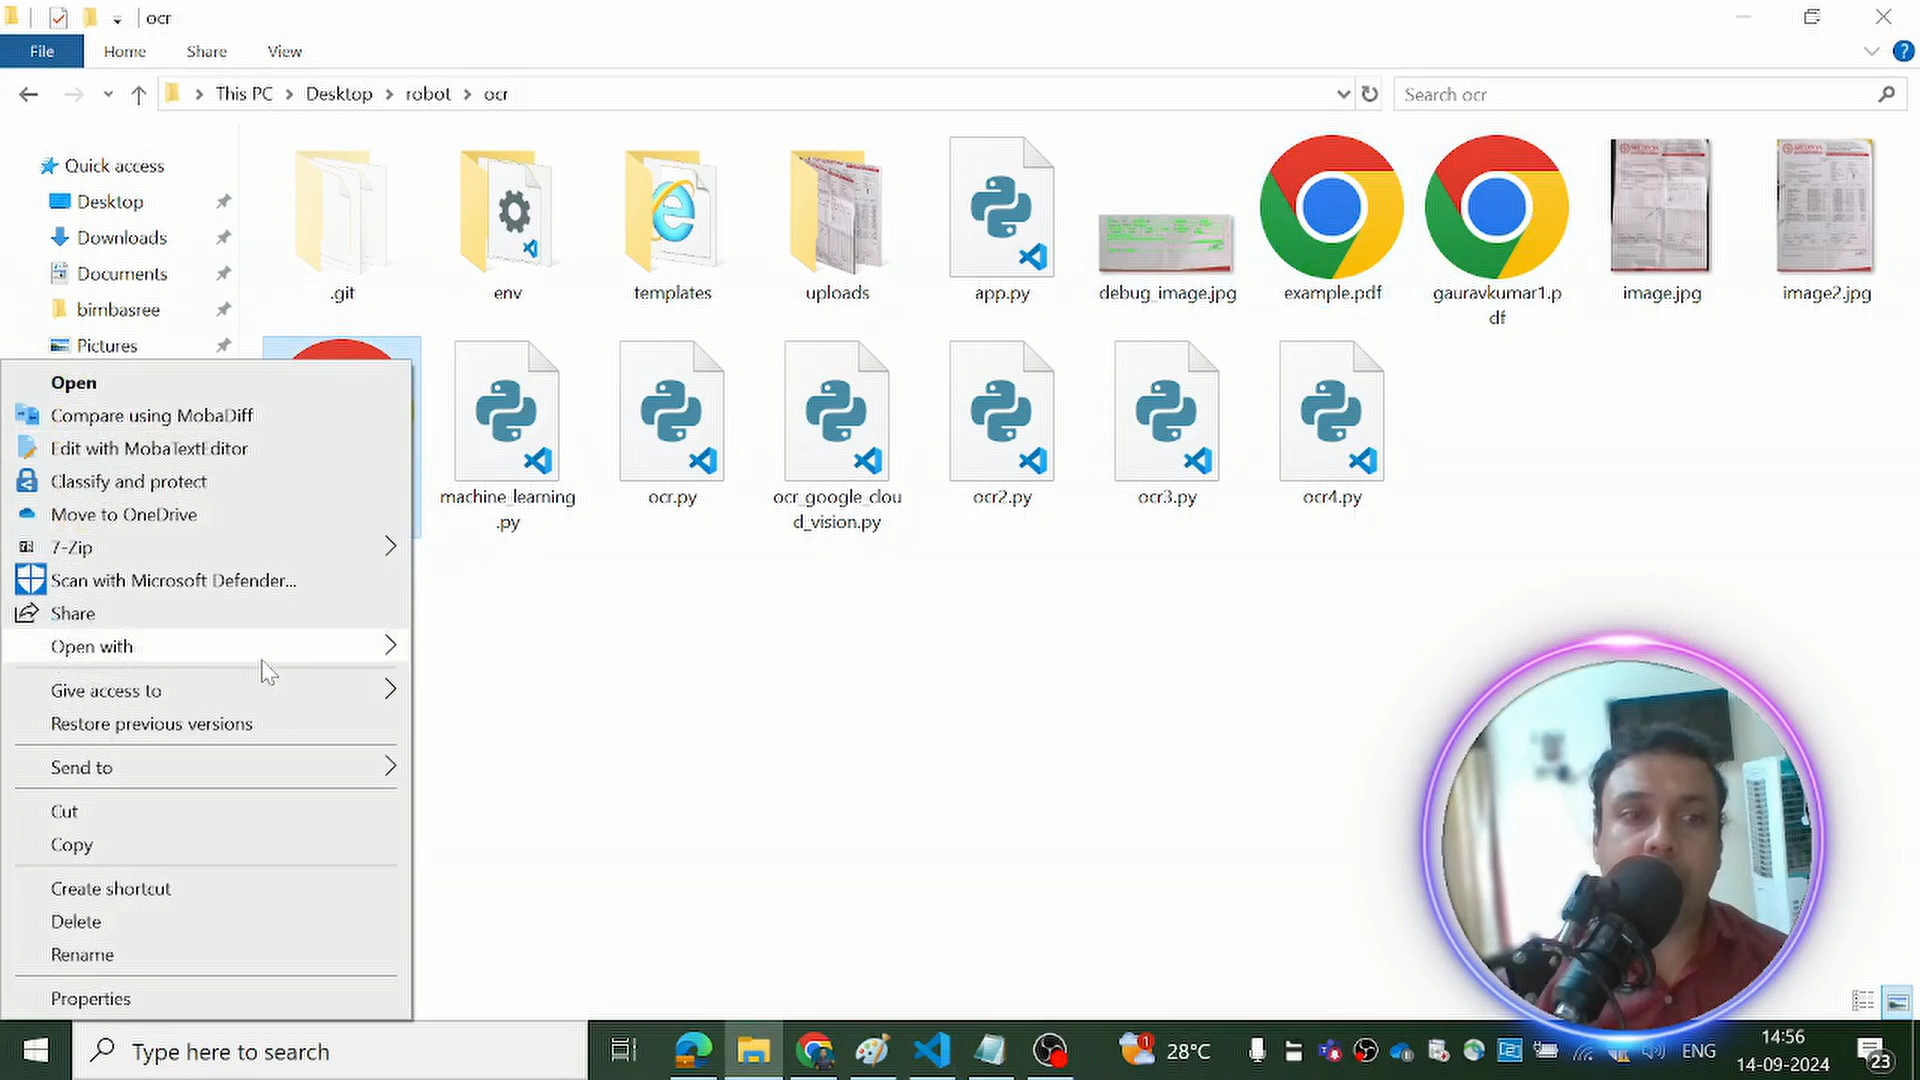 ocr
File Home Share View
This PC Desktop robot ocr
Search ocr
Quick access
Desktop
Downloads
Documents
bimbasree
Pictures
.git env templates uploads app.py debug_image.jpg example.pdf gauravkumar1.p image.jpg image2.jpg
df
machine_learning ocr.py ocr_google_clou ocr2.py ocr3.py ocr4.py
.py d_vision.py
Open
Compare using MobaDiff
Edit with MobaTextEditor
Classify and protect
Move to OneDrive
7-Zip
Scan with Microsoft Defender...
Share
Open with
Give access to
Restore previous versions
Send to
Cut
Copy
Create shortcut
Delete
Rename
Properties
Type here to search
1
28°C
ENG
14:56
14-09-2024
23